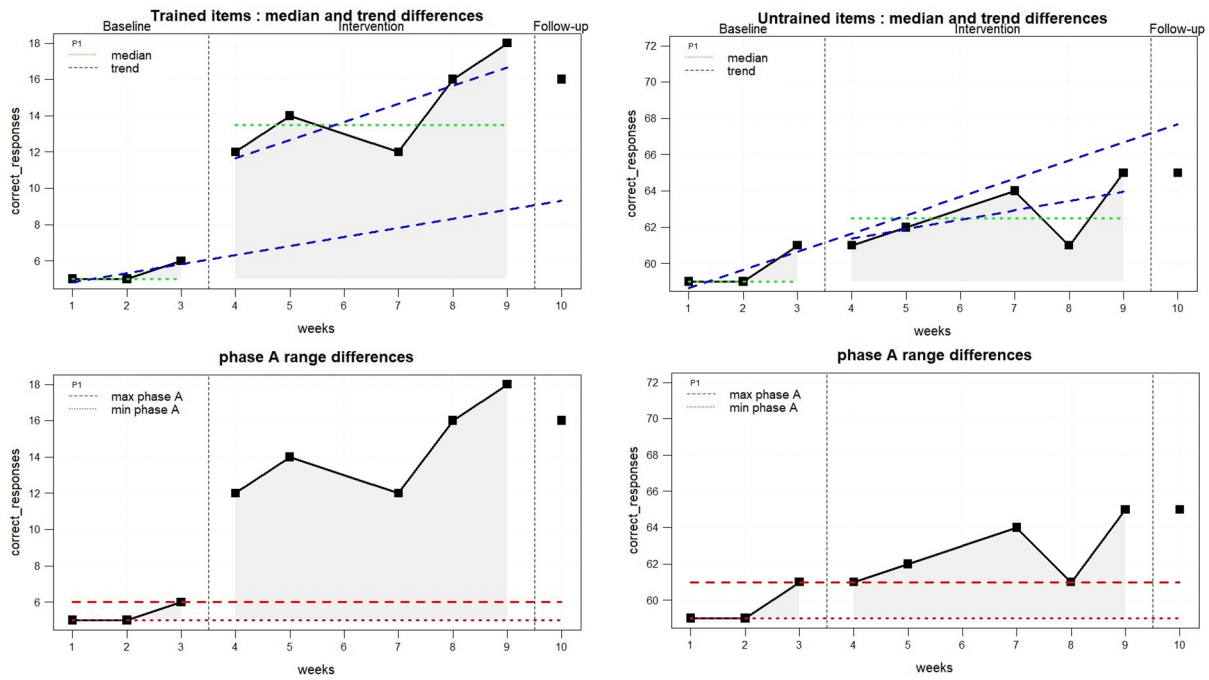 Trained items : median and trend differences
Baseline
Intervention
Follow-up
P1
median
trend
18
16
14
12
10
8
6
correct_responses
1 2 3 4 5 6 7 8 9 10
weeks
Untrained items : median and trend differences
Baseline
Intervention
Follow-up
P1
median
trend
72
70
68
66
64
62
60
correct_responses
1 2 3 4 5 6 7 8 9 10
weeks
phase A range differences
P1
max phase A
min phase A
18
16
14
12
10
8
6
correct_responses
1 2 3 4 5 6 7 8 9 10
weeks
phase A range differences
P1
max phase A
min phase A
72
70
68
66
64
62
60
correct_responses
1 2 3 4 5 6 7 8 9 10
weeks